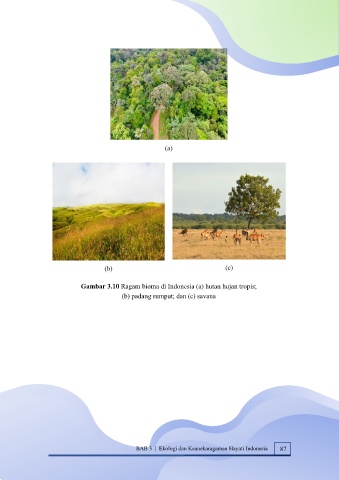 (a)
(b)
(c)
Gambar 3.10 Ragam bioma di Indonesia (a) hutan hujan tropis;
(b) padang rumput; dan (c) savana
BAB 3 | Ekologi dan Keanekaragaman Hayati Indonesia 87